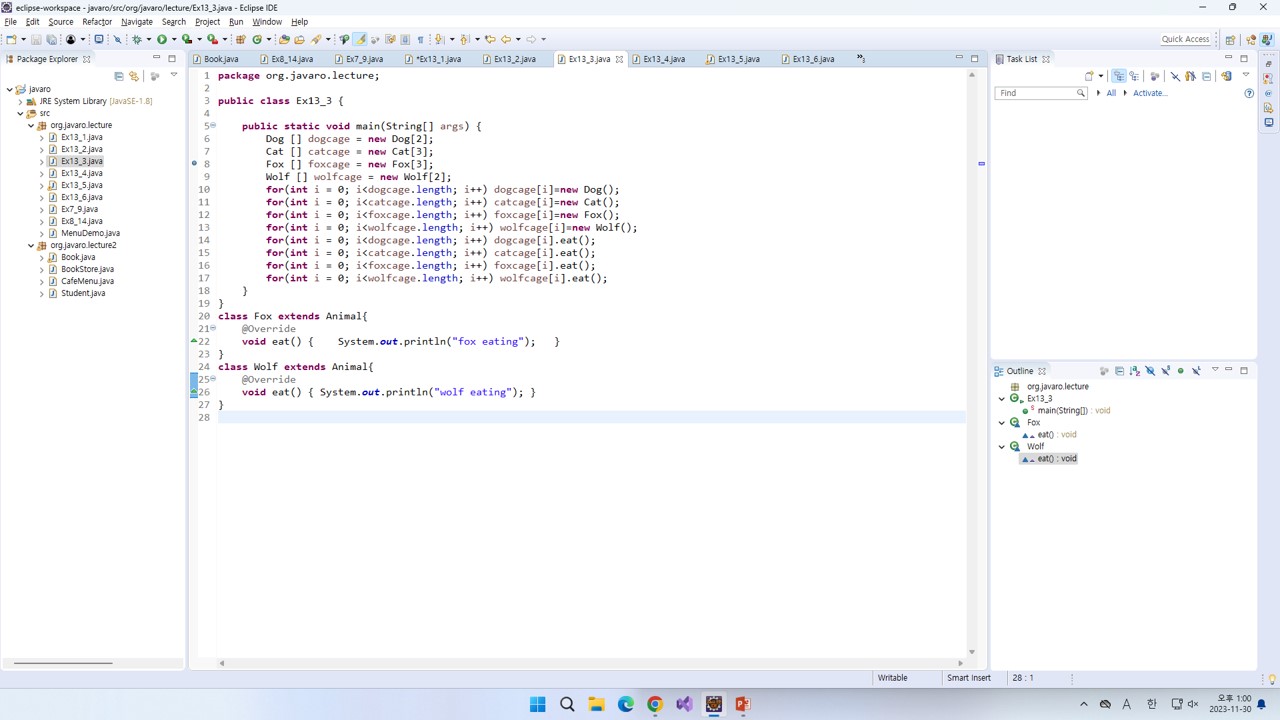 eclipse-workspace - javaro/src/org/javaro/lecture/Ex13_3.java - Eclipse IDE
File Edit Source Refactor Navigate Search Project Run Window Help
Quick Access
Package Explorer
javaro
JRE System Library [JavaSE-1.8]
src
org.javaro.lecture
Ex13_1.java
Ex13_2.java
Ex13_3.java
Ex13_4.java
Ex13_5.java
Ex13_6.java
Ex7_9.java
Ex8_14.java
MenuDemo.java
org.javaro.lecture2
Book.java
BookStore.java
CafeMenu.java
Student.java
Book.java Ex8_14.java Ex7_9.java *Ex13_1.java Ex13_2.java Ex13_3.java Ex13_4.java Ex13_5.java Ex13_6.java »3
1 package org.javaro.lecture;
2
3 public class Ex13_3 {
4
5 public static void main(String[] args) {
6 Dog [] dogcage = new Dog[2];
7 Cat [] catcage = new Cat[3];
8 Fox [] foxcage = new Fox[3];
9 Wolf [] wolfcage = new Wolf[2];
10 for(int i = 0; i<dogcage.length; i++) dogcage[i]=new Dog();
11 for(int i = 0; i<catcage.length; i++) catcage[i]=new Cat();
12 for(int i = 0; i<foxcage.length; i++) foxcage[i]=new Fox();
13 for(int i = 0; i<wolfcage.length; i++) wolfcage[i]=new Wolf();
14 for(int i = 0; i<dogcage.length; i++) dogcage[i].eat();
15 for(int i = 0; i<catcage.length; i++) catcage[i].eat();
16 for(int i = 0; i<foxcage.length; i++) foxcage[i].eat();
17 for(int i = 0; i<wolfcage.length; i++) wolfcage[i].eat();
18 }
19 }
20 class Fox extends Animal{
21 @Override
22 void eat() { System.out.println("fox eating"); }
23 }
24 class Wolf extends Animal{
25 @Override
26 void eat() { System.out.println("wolf eating"); }
27 }
28
Task List
Find All Activate...
Outline
org.javaro.lecture
Ex13_3
main(String[]) : void
Fox
eat() : void
Wolf
eat() : void
Writable Smart Insert 28 : 1
A 한 오후 1:00
2023-11-30